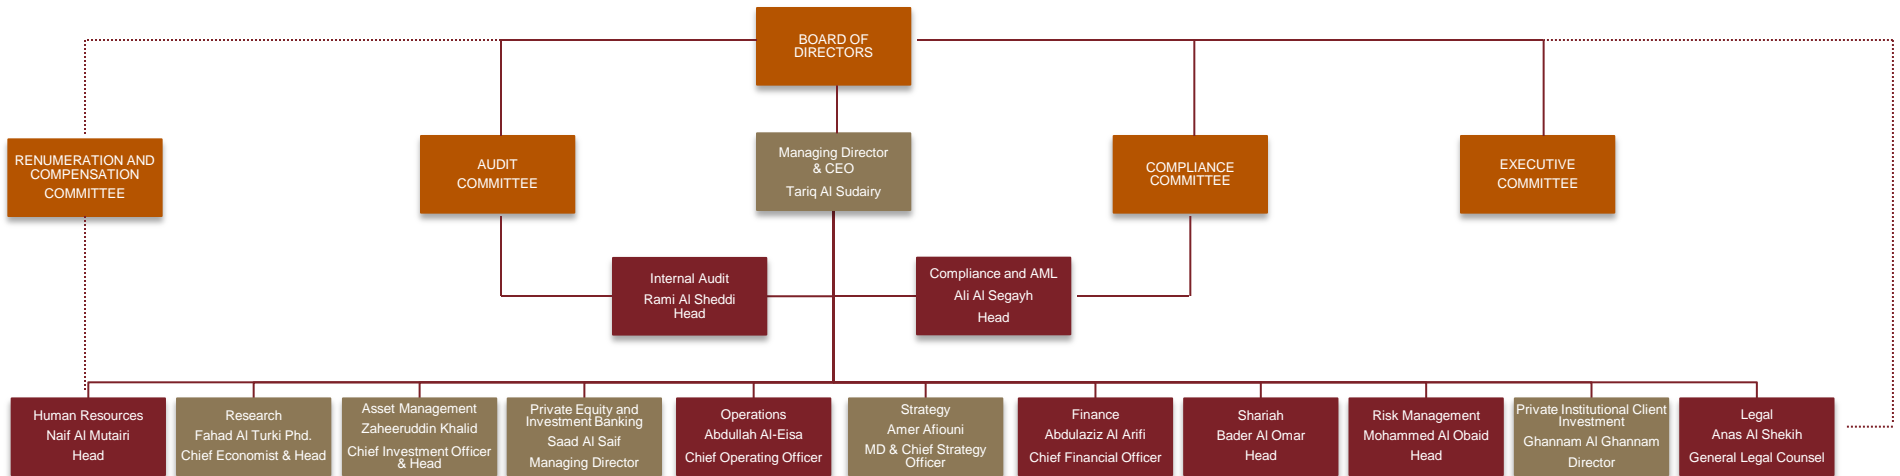 BOARD OF
DIRECTORS
RENUMERATION AND
COMPENSATION
COMMITTEE
AUDIT
COMMITTEE
Managing Director
& CEO
Tariq Al Sudairy
COMPLIANCE
COMMITTEE
EXECUTIVE
COMMITTEE
Internal Audit
Rami Al Sheddi
Head
Compliance and AML
Ali Al Segayh
Head
Human Resources
Naif Al Mutairi
Head
Research
Fahad Al Turki Phd.
Chief Economist & Head
Asset Management
Zaheeruddin Khalid
Chief Investment Officer
& Head
Private Equity and
Investment Banking
Saad Al Saif
Managing Director
Operations
Abdullah Al-Eisa
Chief Operating Officer
Strategy
Amer Afiouni
MD & Chief Strategy
Officer
Finance
Abdulaziz Al Arifi
Chief Financial Officer
Shariah
Bader Al Omar
Head
Risk Management
Mohammed Al Obaid
Head
Private Institutional Client
Investment
Ghannam Al Ghannam
Director
Legal
Anas Al Shekih
General Legal Counsel